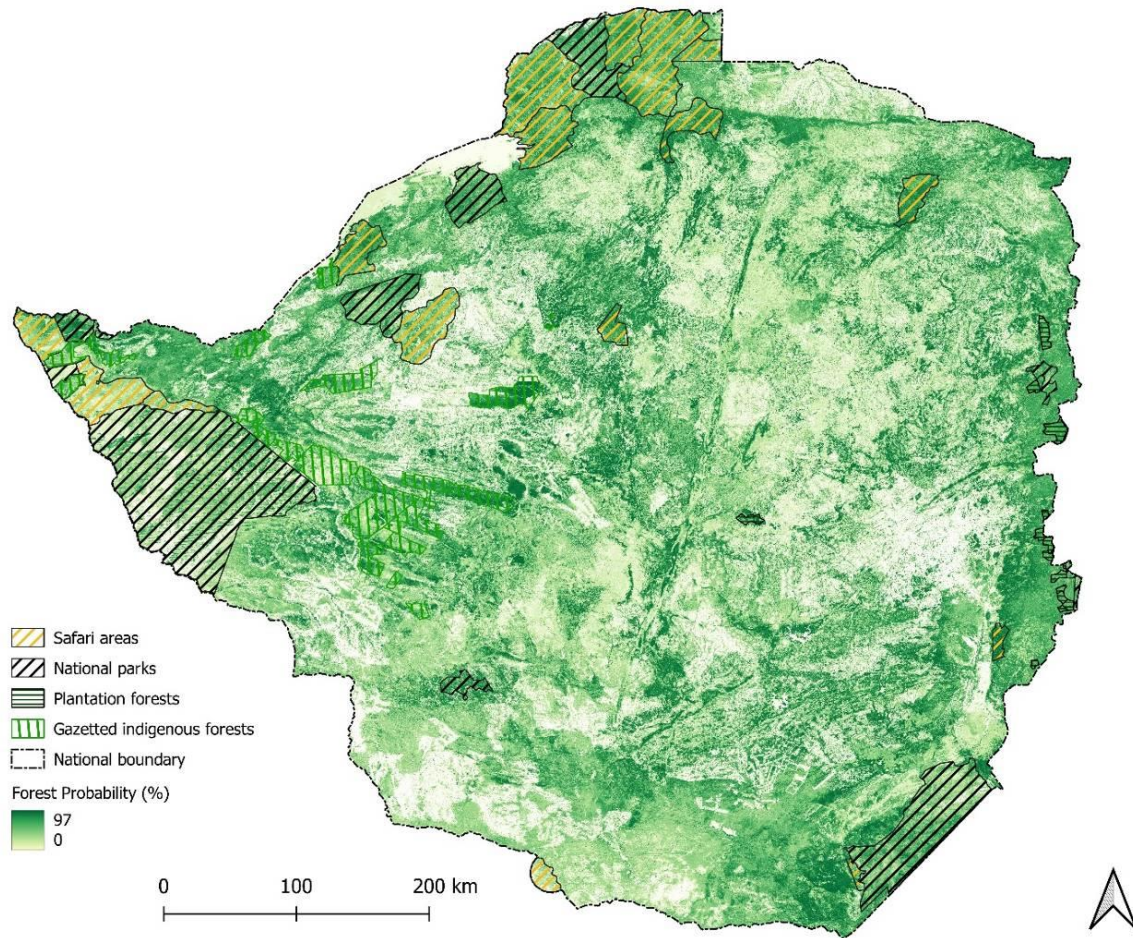 Safari areas
National parks
Plantation forests
Gazetted indigenous forests
National boundary
Forest Probability (%)
97
0
0 100 200 km